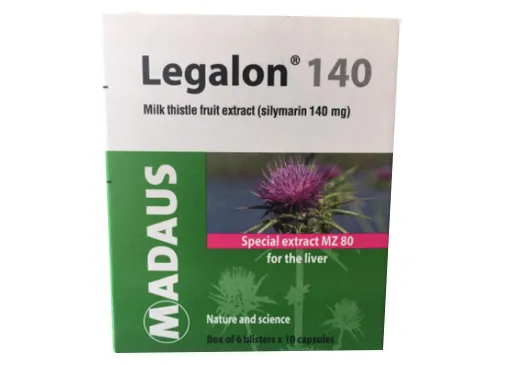 Legalon® 140
Milk thistle fruit extract (silymarin 140 mg)
MADAUS
Special extract MZ 80
for the liver
Nature and science
Box of 6 blisters x 10 capsules